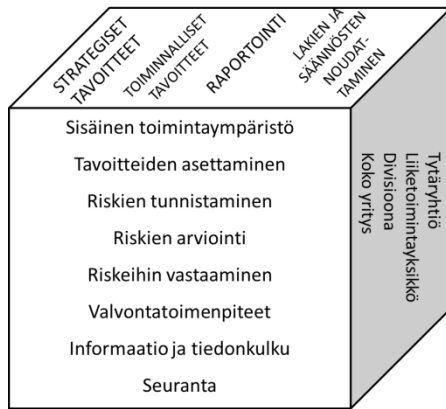 STRATEGISET
TAVOITTEET
TOIMINNALLISET
TAVOITTEET
RAPORTOINTI
LAKIEN JA
SÄÄNNÖSTEN
NOUDAT-
TAMINEN
Sisäinen toimintaympäristö
Tavoitteiden asettaminen
Riskien tunnistaminen
Riskien arviointi
Riskeihin vastaaminen
Valvontatoimenpiteet
Informaatio ja tiedonkulku
Seuranta
Tytäryhtiö
Liiketoimintayksikkö
Divisioona
Koko yritys